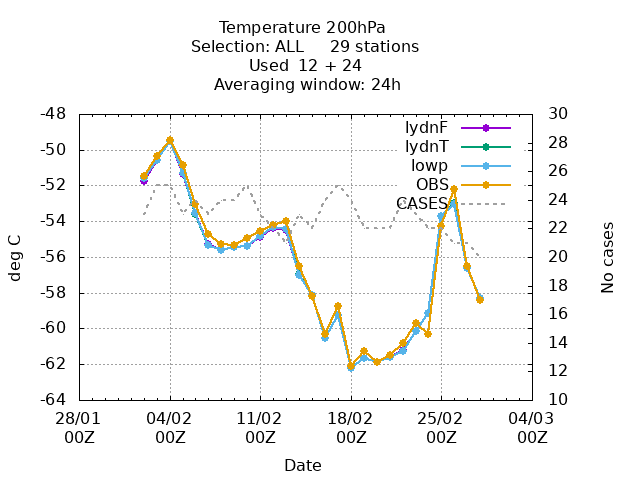 Temperature 200hPa
Selection: ALL 29 stations
Used 12 + 24
Averaging window: 24h
-48
-50
-52
-54
-56
-58
-60
-62
-64
deg C
30
28
26
24
22
20
18
16
14
12
10
No cases
lydnF
lydnT
lowp
OBS
CASES
28/01 04/02 11/02 18/02 25/02 04/03
00Z 00Z 00Z 00Z 00Z 00Z
Date